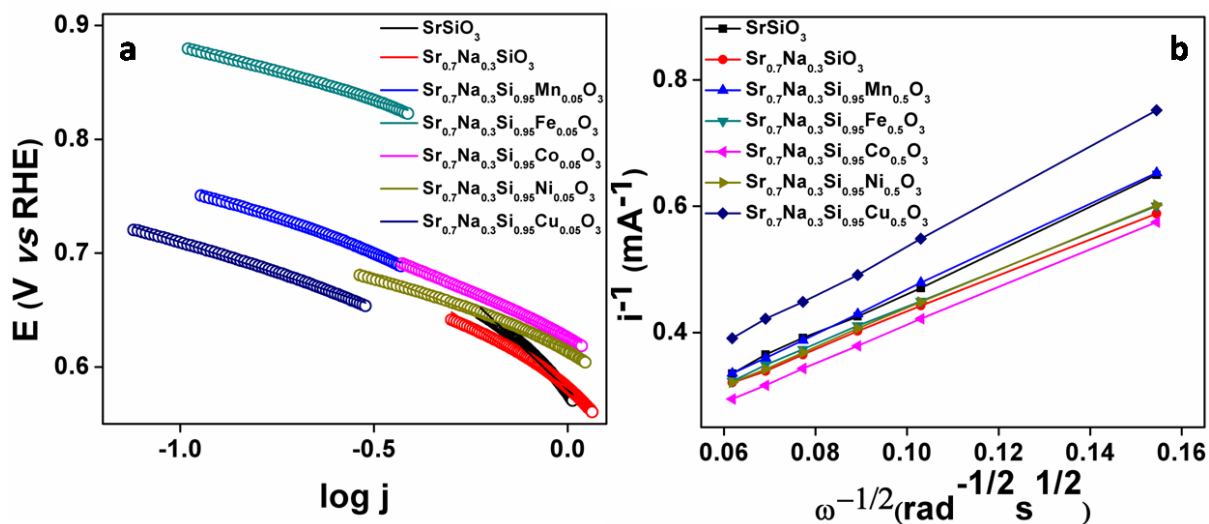 a
SrSiO₃
Sr₀.₇Na₀.₃SiO₃
Sr₀.₇Na₀.₃Si₀.₉₅Mn₀.₀₅O₃
Sr₀.₇Na₀.₃Si₀.₉₅Fe₀.₀₅O₃
Sr₀.₇Na₀.₃Si₀.₉₅Co₀.₀₅O₃
Sr₀.₇Na₀.₃Si₀.₉₅Ni₀.₀₅O₃
Sr₀.₇Na₀.₃Si₀.₉₅Cu₀.₀₅O₃
E (V vs RHE)
0.9
0.8
0.7
0.6
-1.0 -0.5 0.0
log j
b
SrSiO₃
Sr₀.₇Na₀.₃SiO₃
Sr₀.₇Na₀.₃Si₀.₉₅Mn₀.₅O₃
Sr₀.₇Na₀.₃Si₀.₉₅Fe₀.₅O₃
Sr₀.₇Na₀.₃Si₀.₉₅Co₀.₅O₃
Sr₀.₇Na₀.₃Si₀.₉₅Ni₀.₅O₃
Sr₀.₇Na₀.₃Si₀.₉₅Cu₀.₅O₃
i⁻¹ (mA⁻¹)
0.8
0.6
0.4
0.06 0.08 0.10 0.12 0.14 0.16
ω⁻¹/²(rad⁻¹/²s¹/²)